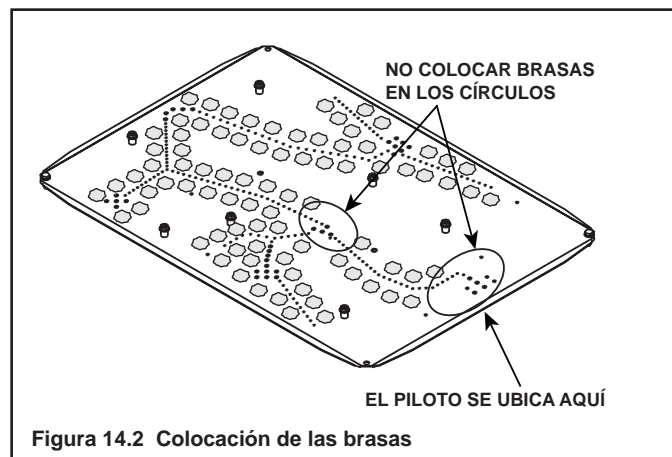 NO COLOCAR BRASAS
EN LOS CÍRCULOS
EL PILOTO SE UBICA AQUÍ
Figura 14.2 Colocación de las brasas